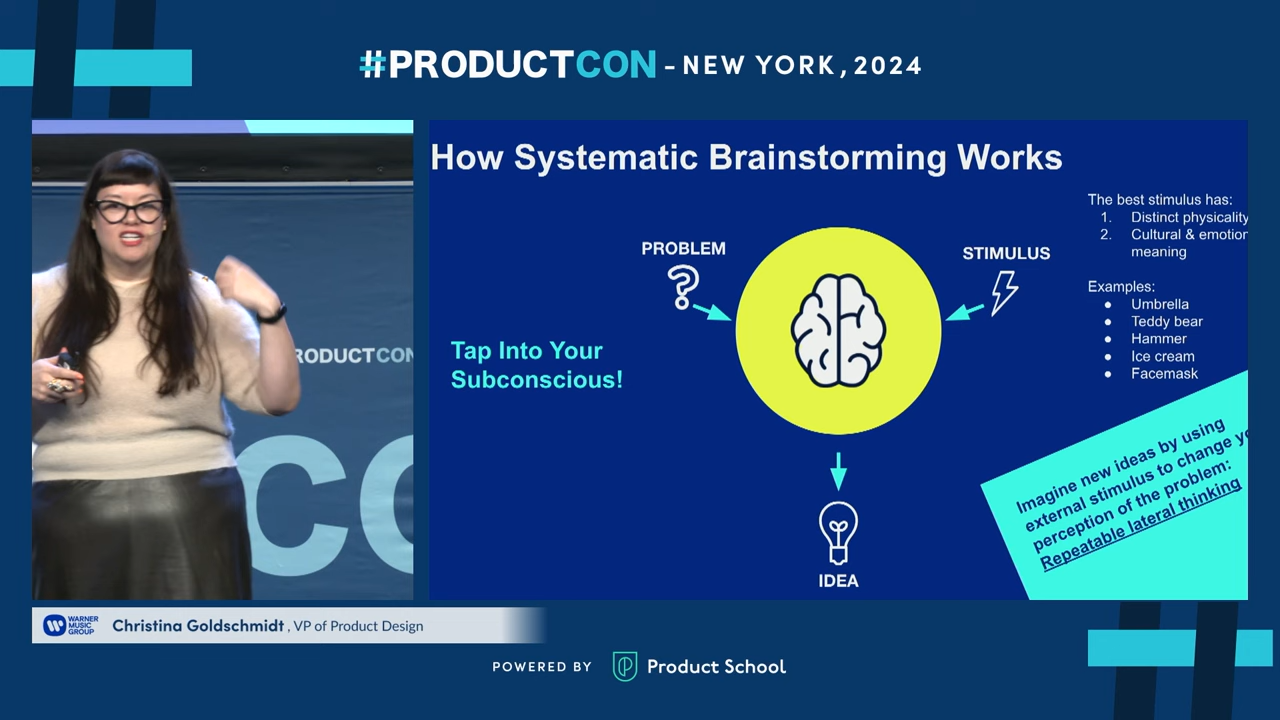 #PRODUCTCON - NEW YORK, 2024
RODUCTCON
CO
How Systematic Brainstorming Works
The best stimulus has:
1. Distinct physicality
2. Cultural & emotion
meaning
Examples:
● Umbrella
● Teddy bear
● Hammer
● Ice cream
● Facemask
PROBLEM
STIMULUS
Tap Into Your
Subconscious!
IDEA
Imagine new ideas by using
external stimulus to change yo
perception of the problem:
Repeatable lateral thinking
WARNER
MUSIC
GROUP
Christina Goldschmidt, VP of Product Design
POWERED BY Product School